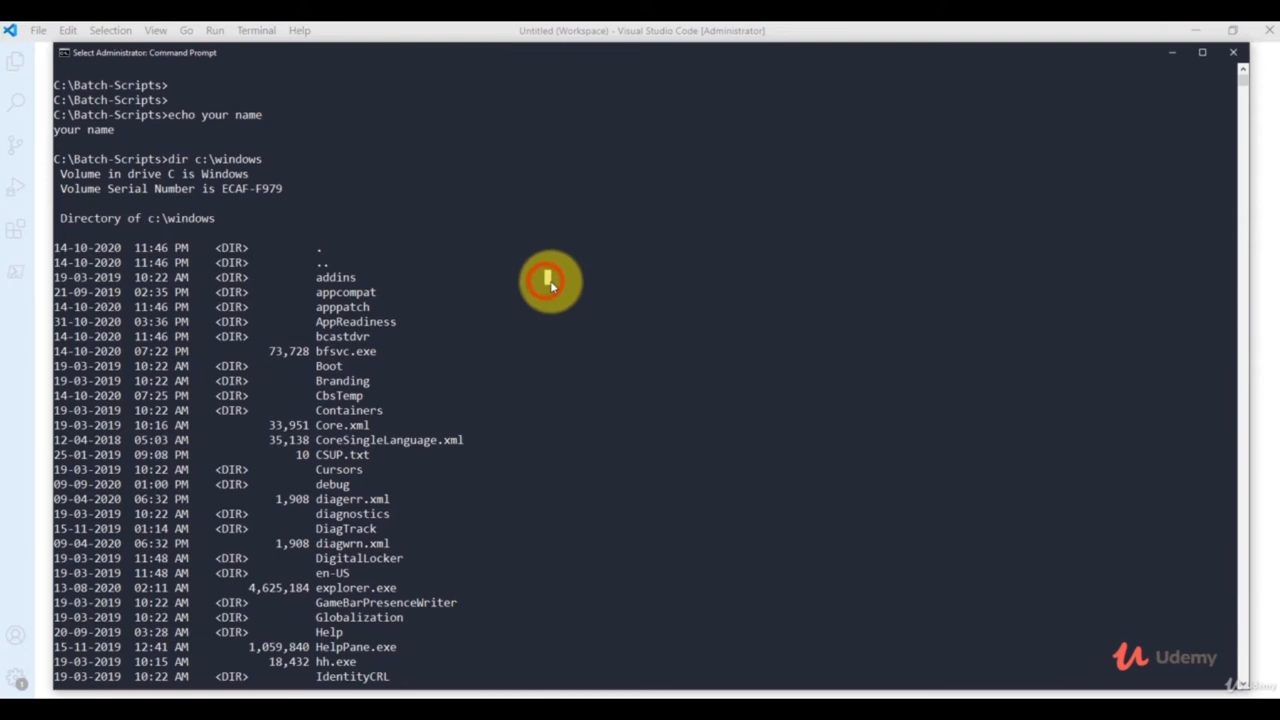 File Edit Selection View Go Run Terminal Help Untitled (Workspace) - Visual Studio Code [Administrator]
Select Administrator: Command Prompt
C:\Batch-Scripts>
C:\Batch-Scripts>
C:\Batch-Scripts>echo your name
your name
C:\Batch-Scripts>dir c:\windows
Volume in drive C is Windows
Volume Serial Number is ECAF-F979
Directory of c:\windows
14-10-2020 11:46 PM <DIR> .
14-10-2020 11:46 PM <DIR> ..
19-03-2019 10:22 AM <DIR> addins
21-09-2019 02:35 PM <DIR> appcompat
14-10-2020 11:46 PM <DIR> apppatch
31-10-2020 03:36 PM <DIR> AppReadiness
14-10-2020 11:46 PM <DIR> bcastdvr
14-10-2020 07:22 PM 73,728 bfsvc.exe
19-03-2019 10:22 AM <DIR> Boot
19-03-2019 10:22 AM <DIR> Branding
14-10-2020 07:25 PM <DIR> CbsTemp
19-03-2019 10:22 AM <DIR> Containers
19-03-2019 10:16 AM 33,951 Core.xml
12-04-2018 05:03 AM 35,138 CoreSingleLanguage.xml
25-01-2019 09:08 PM 10 CSUP.txt
19-03-2019 10:22 AM <DIR> Cursors
09-09-2020 01:00 PM <DIR> debug
09-04-2020 06:32 PM 1,908 diagerr.xml
19-03-2019 10:22 AM <DIR> diagnostics
15-11-2019 01:14 AM <DIR> DiagTrack
09-04-2020 06:32 PM 1,908 diagwrn.xml
19-03-2019 11:48 AM <DIR> DigitalLocker
19-03-2019 11:48 AM <DIR> en-US
13-08-2020 02:11 AM 4,625,184 explorer.exe
19-03-2019 10:22 AM <DIR> GameBarPresenceWriter
19-03-2019 10:22 AM <DIR> Globalization
20-09-2019 03:28 AM <DIR> Help
15-11-2019 12:41 AM 1,059,840 HelpPane.exe
19-03-2019 10:15 AM 18,432 hh.exe
19-03-2019 10:22 AM <DIR> IdentityCRL
Udemy
1